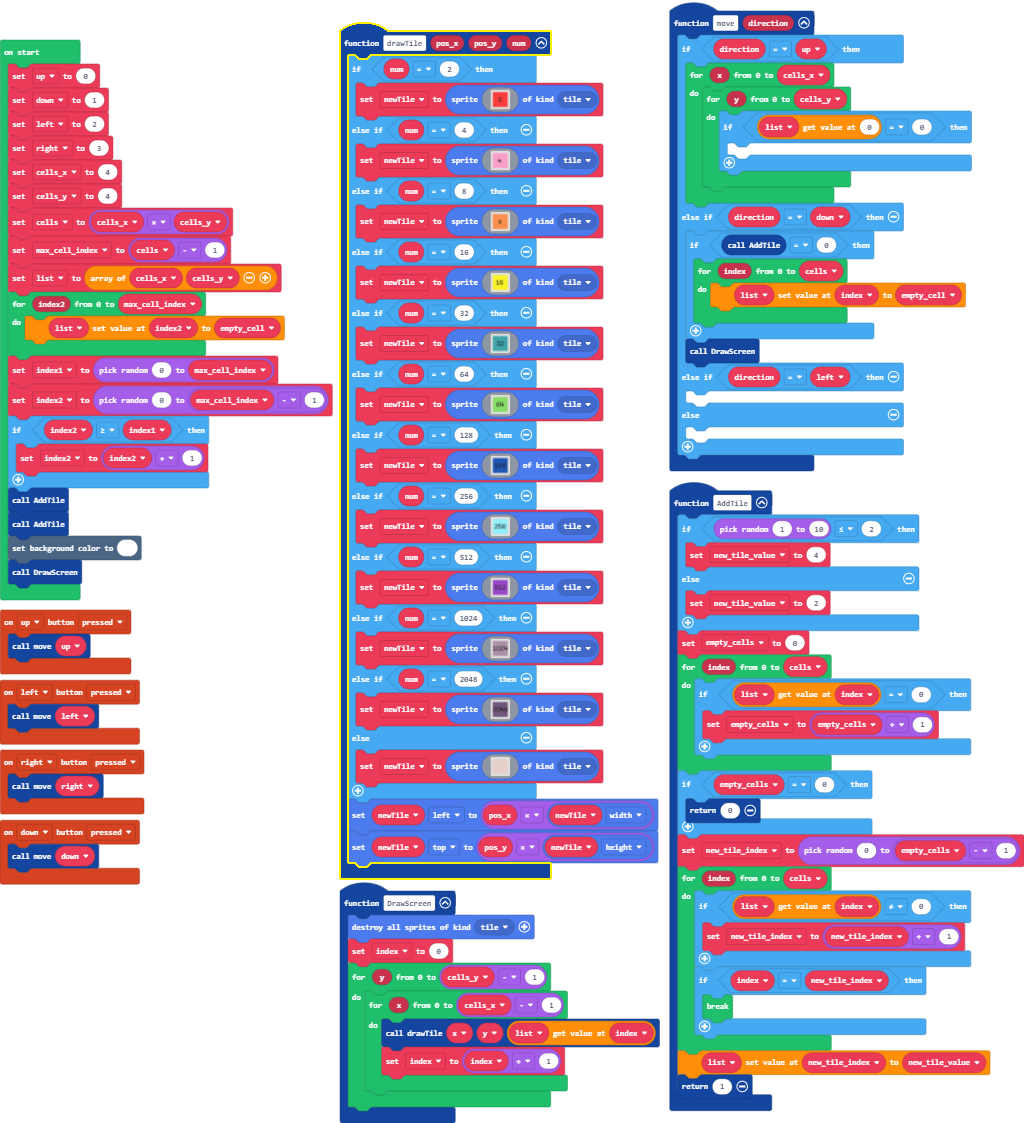 on start
set up to 0
set down to 1
set left to 2
set right to 3
set cells_x to 4
set cells_y to 4
set cells to cells_x × cells_y
set max_cell_index to cells - 1
set list to array of cells_x cells_y
for index2 from 0 to max_cell_index
do
list set value at index2 to empty_cell
set index1 to pick random 0 to max_cell_index
set index2 to pick random 0 to max_cell_index - 1
if index2 ≥ index1 then
set index2 to index2 + 1
call AddTile
call AddTile
set background color to
call DrawScreen
on up button pressed
call move up
on left button pressed
call move left
on right button pressed
call move right
on down button pressed
call move down
function drawTile pos_x pos_y num
if num = 2 then
set newTile to sprite 2 of kind tile
else if num = 4 then
set newTile to sprite 4 of kind tile
else if num = 8 then
set newTile to sprite 8 of kind tile
else if num = 16 then
set newTile to sprite 16 of kind tile
else if num = 32 then
set newTile to sprite 32 of kind tile
else if num = 64 then
set newTile to sprite 64 of kind tile
else if num = 128 then
set newTile to sprite 128 of kind tile
else if num = 256 then
set newTile to sprite 256 of kind tile
else if num = 512 then
set newTile to sprite 512 of kind tile
else if num = 1024 then
set newTile to sprite 1024 of kind tile
else if num = 2048 then
set newTile to sprite 2048 of kind tile
else
set newTile to sprite of kind tile
set newTile left to pos_x × newTile width
set newTile top to pos_y × newTile height
function DrawScreen
destroy all sprites of kind tile
set index to 0
for y from 0 to cells_y - 1
do
for x from 0 to cells_x - 1
do
call drawTile x y list get value at index
set index to index + 1
function move direction
if direction = up then
for x from 0 to cells_x
do
for y from 0 to cells_y
do
if list get value at 0 = 0 then
else if direction = down then
if call AddTile = 0 then
for index from 0 to cells
do
list set value at index to empty_cell
call DrawScreen
else if direction = left then
else
function AddTile
if pick random 1 to 10 ≤ 2 then
set new_tile_value to 4
else
set new_tile_value to 2
set empty_cells to 0
for index from 0 to cells
do
if list get value at index = 0 then
set empty_cells to empty_cells + 1
if empty_cells = 0 then
return 0
set new_tile_index to pick random 0 to empty_cells - 1
for index from 0 to cells
do
if list get value at index ≠ 0 then
set new_tile_index to new_tile_index + 1
if index = new_tile_index then
break
list set value at new_tile_index to new_tile_value
return 1